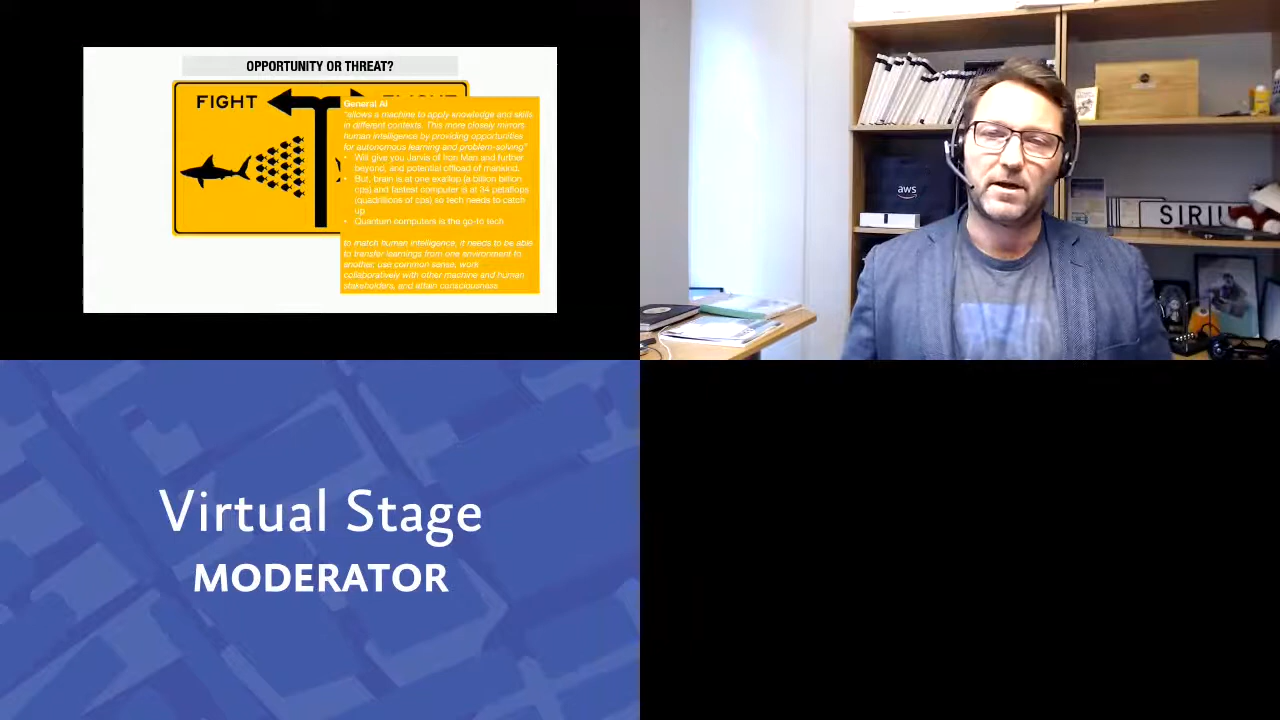 OPPORTUNITY OR THREAT?
FIGHT
General AI
"allows a machine to apply knowledge and skills
in different contexts. This more closely mirrors
human intelligence by providing opportunities
for autonomous learning and problem-solving"
• Will give you Jarvis of Iron Man and further
beyond, and potential offload of mankind.
• But, brain is at one exaflop (a billion billion
ops) and fastest computer is at 34 petaflops
(quadrillions of ops) so tech needs to catch
up
• Quantum computers is the go-to tech
to match human intelligence, it needs to be able
to transfer learnings from one environment to
another, use common sense, work
collaboratively with other machine and human
stakeholders, and attain consciousness
aws
SIRIU
Virtual Stage
MODERATOR